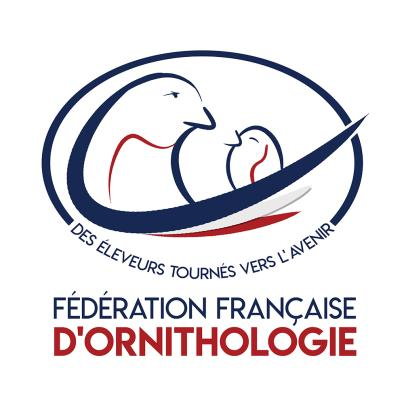 DES ÉLEVEURS TOURNÉS VERS L'AVENIR
FÉDÉRATION FRANÇAISE
D'ORNITHOLOGIE